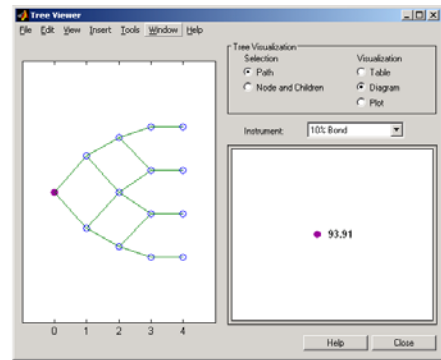 Tree Viewer
File Edit View Insert Tools Window Help
Tree Visualization
Selection
Visualization
Path
Table
Node and Children
Diagram
Plot
Instrument:
10% Bond
93.91
0 1 2 3 4
Help
Close